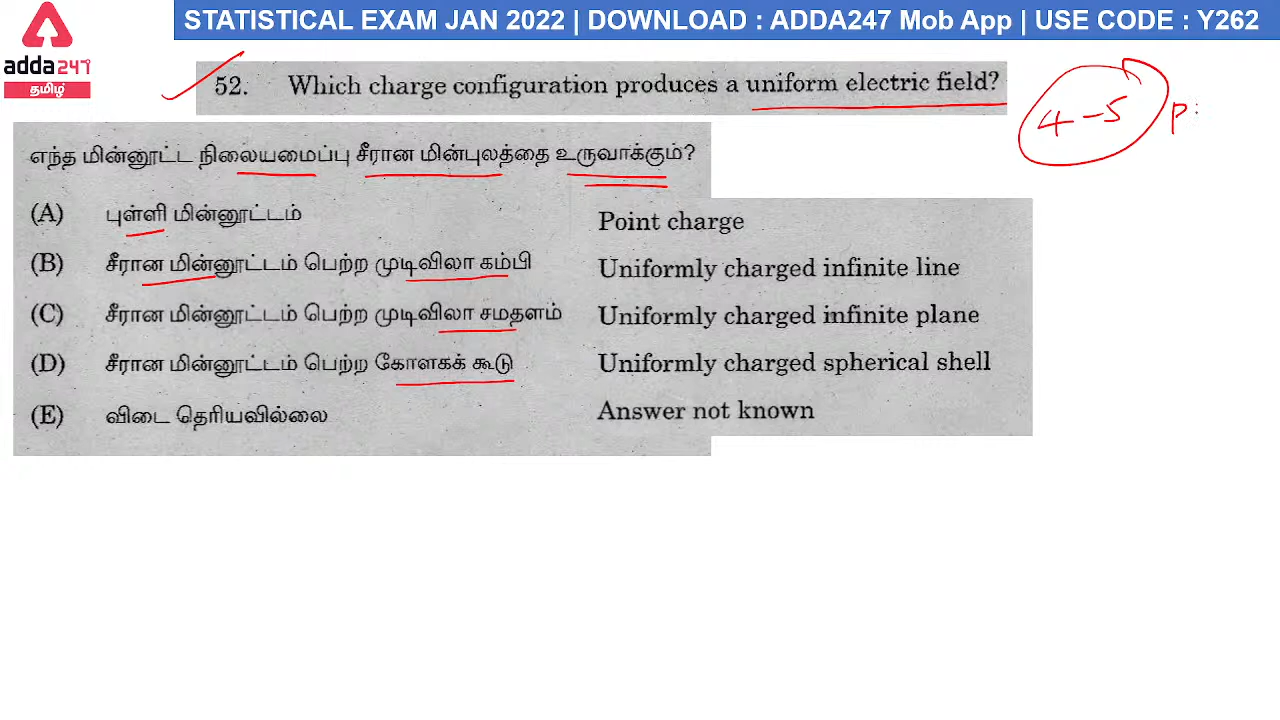 STATISTICAL EXAM JAN 2022 | DOWNLOAD : ADDA247 Mob App | USE CODE : Y262
adda247
தமிழ்
52. Which charge configuration produces a uniform electric field?
4-5
P:
எந்த மின்னூட்ட நிலையமைப்பு சீரான மின்புலத்தை உருவாக்கும்?
(A) புள்ளி மின்னூட்டம் Point charge
(B) சீரான மின்னூட்டம் பெற்ற முடிவிலா கம்பி Uniformly charged infinite line
(C) சீரான மின்னூட்டம் பெற்ற முடிவிலா சமதளம் Uniformly charged infinite plane
(D) சீரான மின்னூட்டம் பெற்ற கோளகக் கூடு Uniformly charged spherical shell
(E) விடை தெரியவில்லை Answer not known